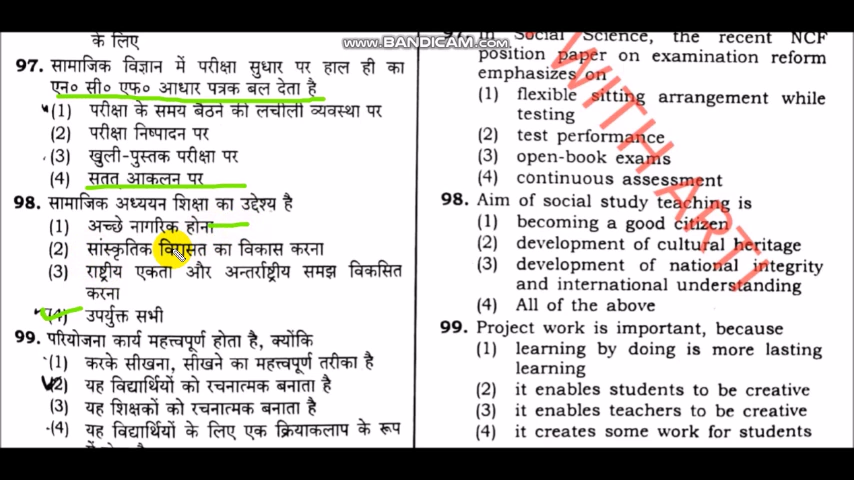 www.BANDICAM.com
के लिए
97. सामाजिक विज्ञान में परीक्षा सुधार पर हाल ही का
एन० सी० एफ० आधार पत्रक बल देता है
(1) परीक्षा के समय बैठने की लचीली व्यवस्था पर
(2) परीक्षा निष्पादन पर
(3) खुली-पुस्तक परीक्षा पर
(4) सतत आकलन पर
98. सामाजिक अध्ययन शिक्षा का उद्देश्य है
(1) अच्छे नागरिक होना
(2) सांस्कृतिक विरासत का विकास करना
(3) राष्ट्रीय एकता और अन्तर्राष्ट्रीय समझ विकसित
करना
(4) उपर्युक्त सभी
99. परियोजना कार्य महत्त्वपूर्ण होता है, क्योंकि
(1) करके सीखना, सीखने का महत्त्वपूर्ण तरीका है
(2) यह विद्यार्थियों को रचनात्मक बनाता है
(3) यह शिक्षकों को रचनात्मक बनाता है
(4) यह विद्यार्थियों के लिए एक क्रियाकलाप के रूप
97. In Social Science, the recent NCF
position paper on examination reform
emphasizes on
(1) flexible sitting arrangement while
testing
(2) test performance
(3) open-book exams
(4) continuous assessment
98. Aim of social study teaching is
(1) becoming a good citizen
(2) development of cultural heritage
(3) development of national integrity
and international understanding
(4) All of the above
99. Project work is important, because
(1) learning by doing is more lasting
learning
(2) it enables students to be creative
(3) it enables teachers to be creative
(4) it creates some work for students
WITH ARTI